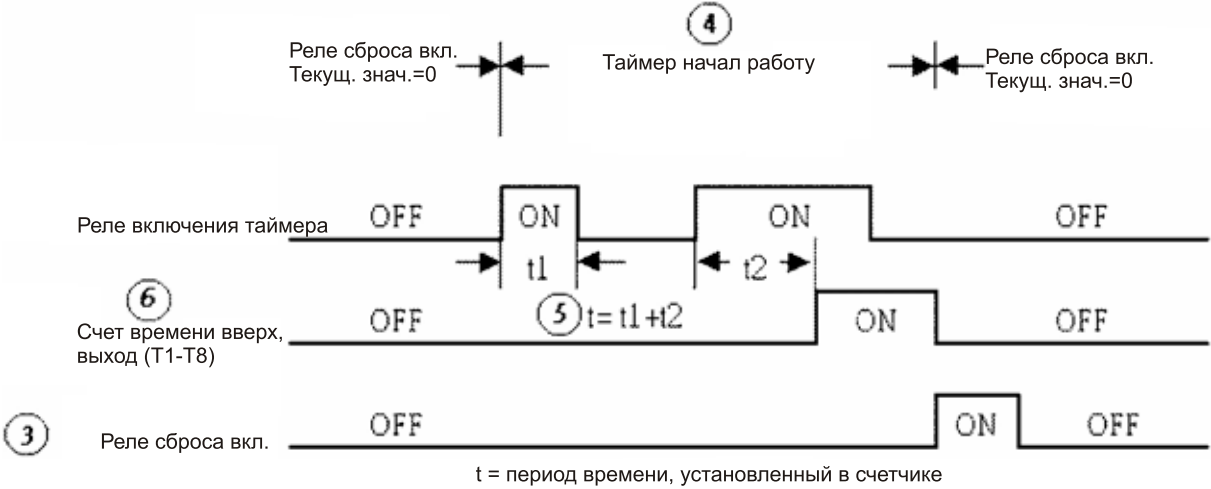 4
Реле сброса вкл.
Текущ. знач.=0
Таймер начал работу
Реле сброса вкл.
Текущ. знач.=0
Реле включения таймера
OFF
ON
ON
OFF
t1
t2
6
Счет времени вверх,
выход (T1-T8)
OFF
5
t= t1+t2
ON
OFF
3
Реле сброса вкл.
OFF
ON
OFF
t = период времени, установленный в счетчике